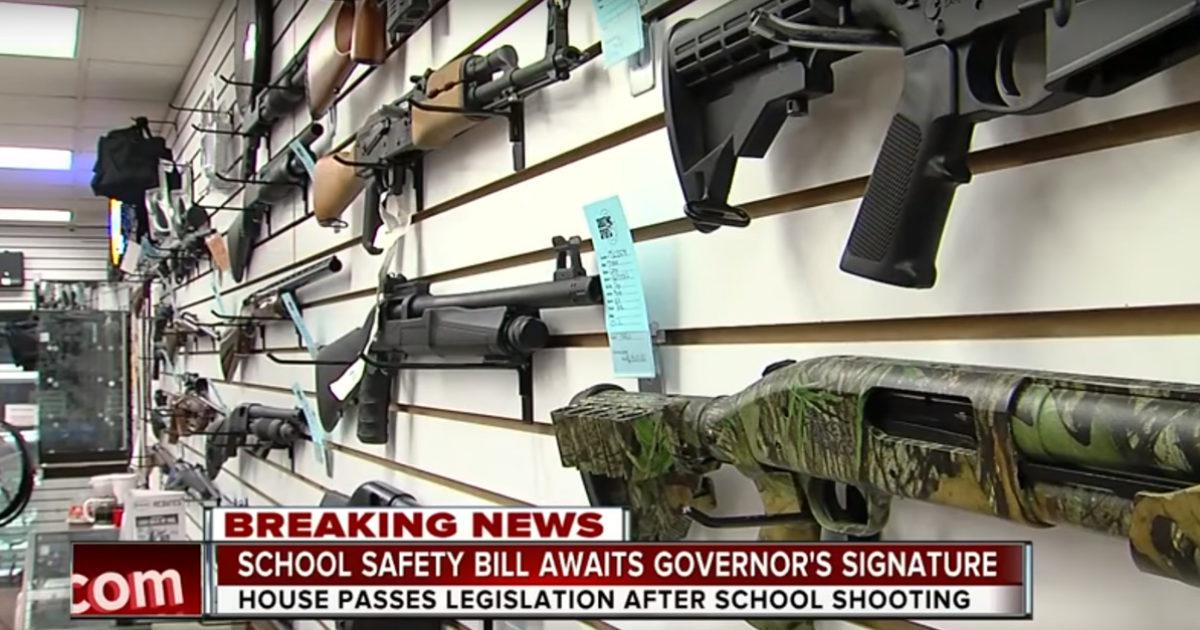 BREAKING NEWS
SCHOOL SAFETY BILL AWAITS GOVERNOR'S SIGNATURE
com
HOUSE PASSES LEGISLATION AFTER SCHOOL SHOOTING